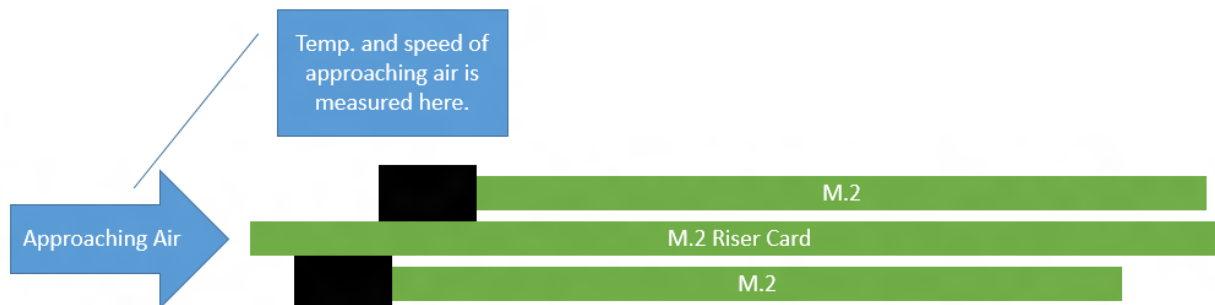 Temp. and speed of
approaching air is
measured here.
M.2
Approaching Air
M.2 Riser Card
M.2